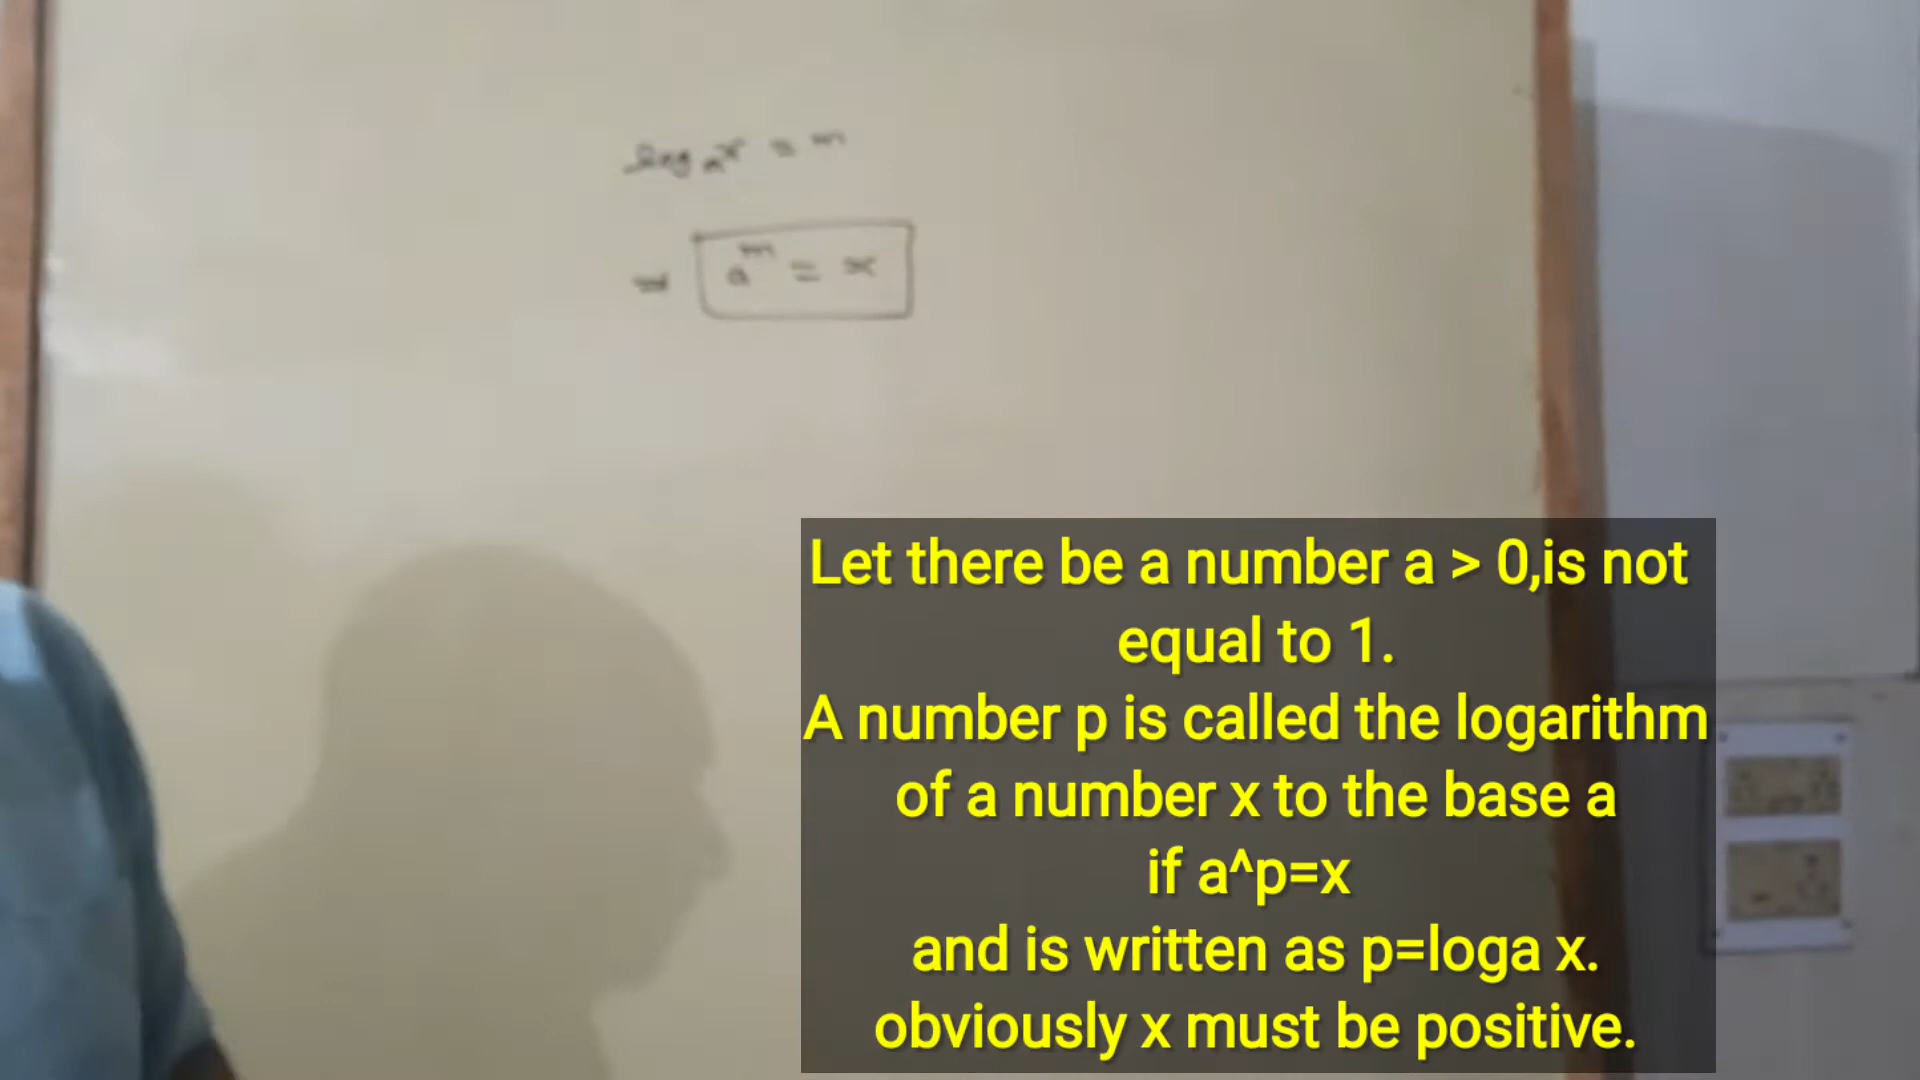 log a x = m
⇒ a^m = x
Let there be a number a > 0,is not
equal to 1.
A number p is called the logarithm
of a number x to the base a
if a^p=x
and is written as p=loga x.
obviously x must be positive.